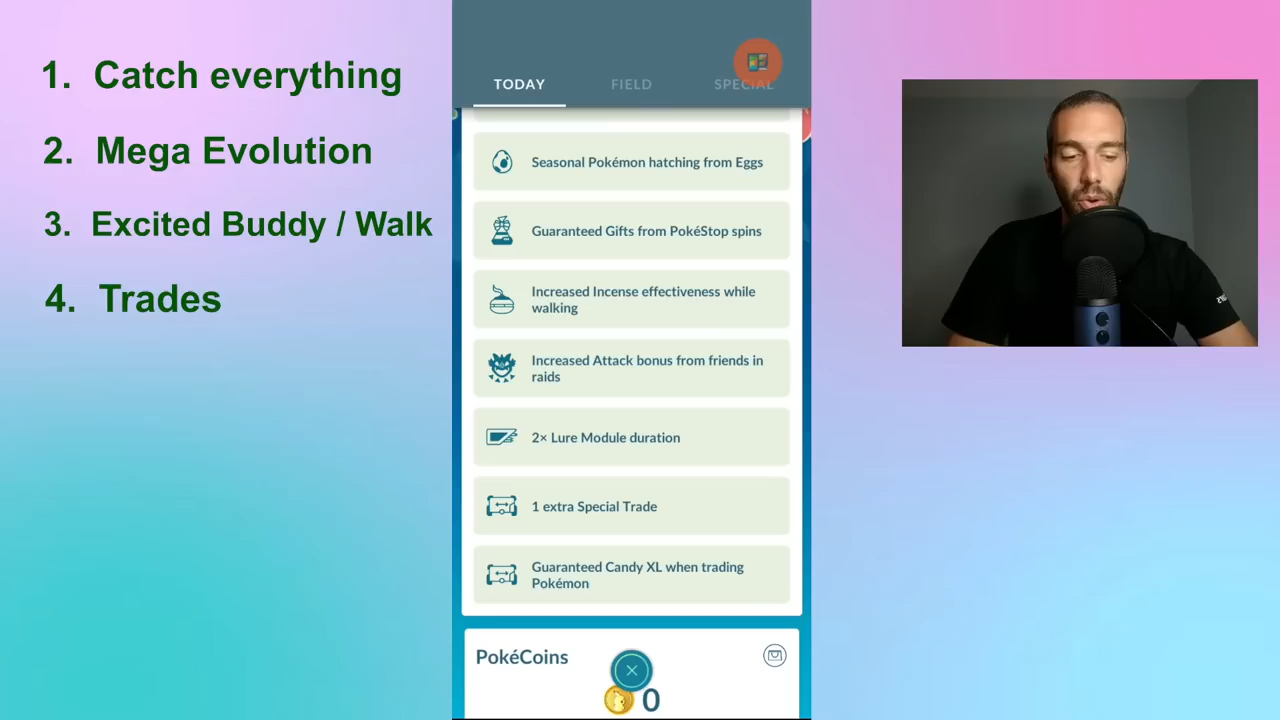 1. Catch everything
2. Mega Evolution
3. Excited Buddy / Walk
4. Trades
TODAY
FIELD
SPECIAL
Seasonal Pokémon hatching from Eggs
Guaranteed Gifts from PokéStop spins
Increased Incense effectiveness while
walking
Increased Attack bonus from friends in
raids
2× Lure Module duration
1 extra Special Trade
Guaranteed Candy XL when trading
Pokémon
PokéCoins
0